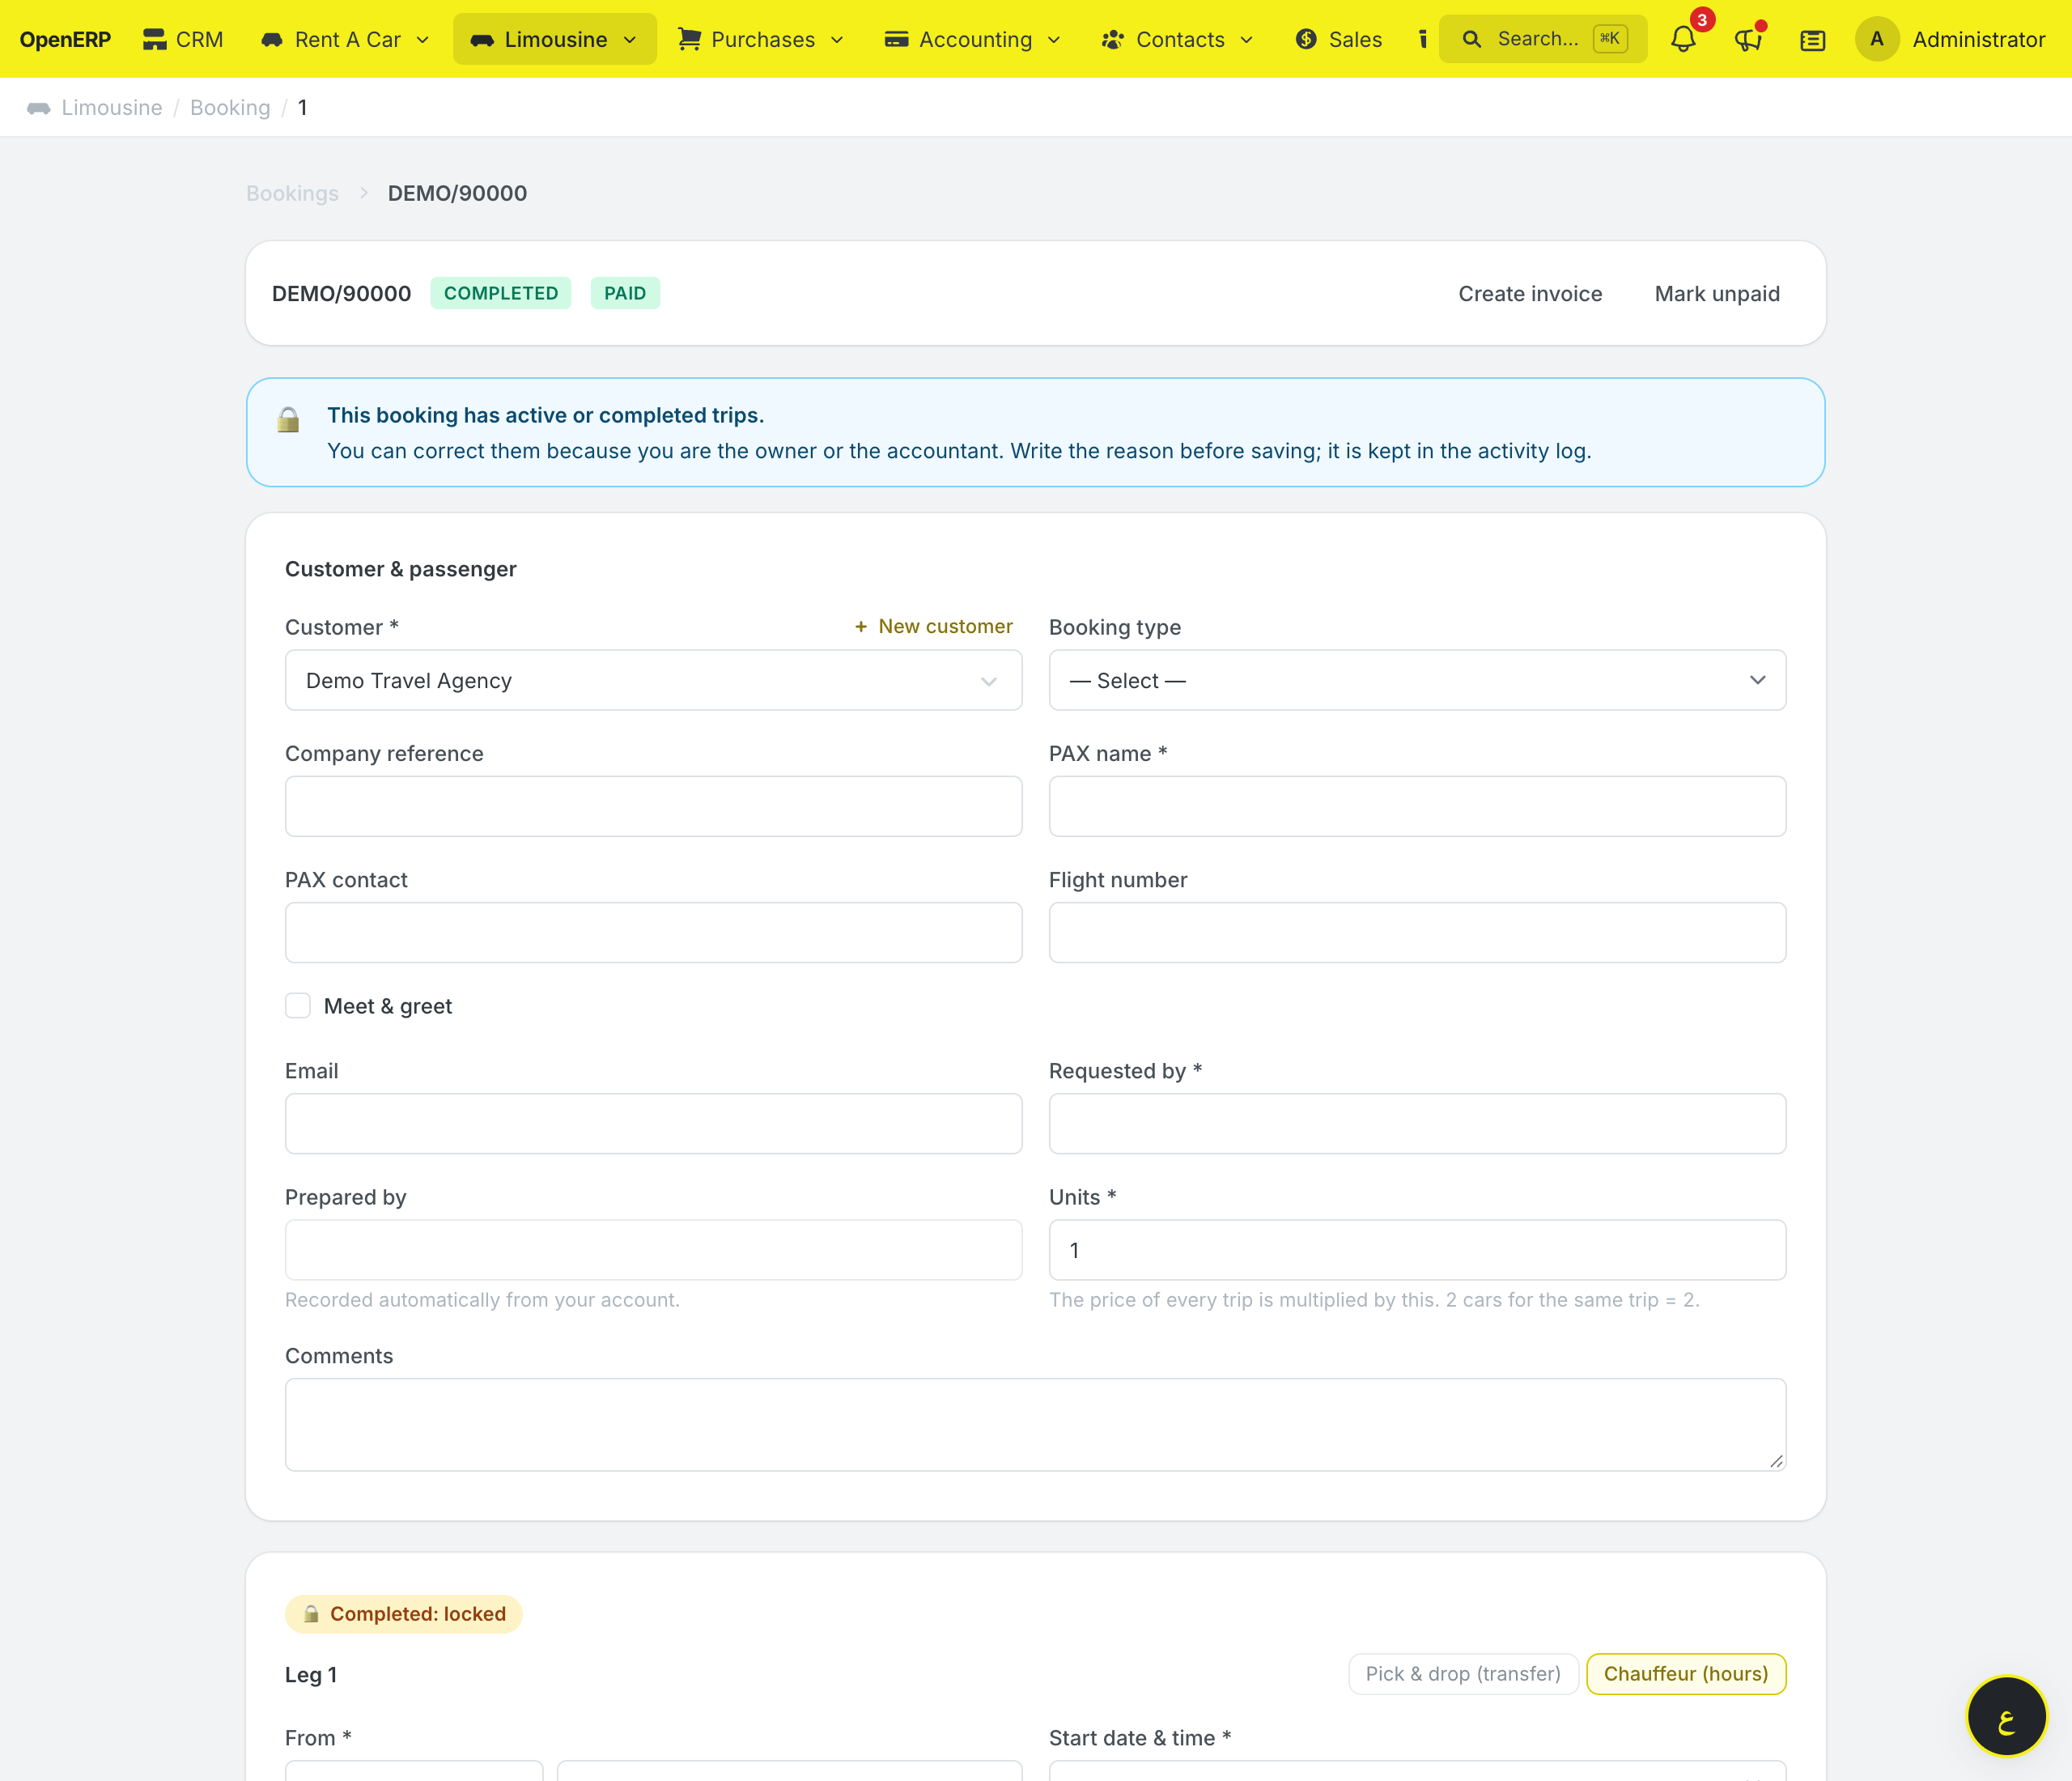 OpenERP CRM Rent A Car Limousine Purchases Accounting Contacts Sales Search... ⌘K 3 A Administrator
Limousine / Booking / 1
Bookings > DEMO/90000
DEMO/90000 COMPLETED PAID Create invoice Mark unpaid
This booking has active or completed trips.
You can correct them because you are the owner or the accountant. Write the reason before saving; it is kept in the activity log.
Customer & passenger
Customer * + New customer Booking type
Demo Travel Agency — Select —
Company reference PAX name *
PAX contact Flight number
Meet & greet
Email Requested by *
Prepared by Units *
1
Recorded automatically from your account. The price of every trip is multiplied by this. 2 cars for the same trip = 2.
Comments
Completed: locked
Leg 1 Pick & drop (transfer) Chauffeur (hours)
ع
From * Start date & time *